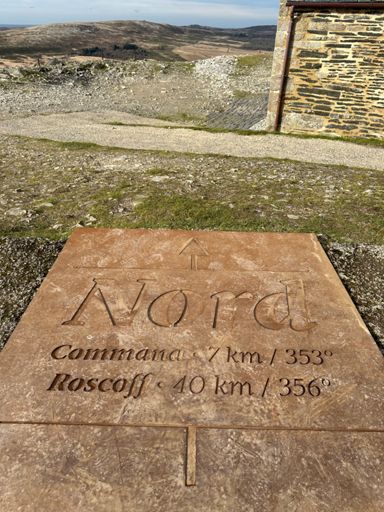 Nord
Commana · 7 km / 353°
Roscoff · 40 km / 356°